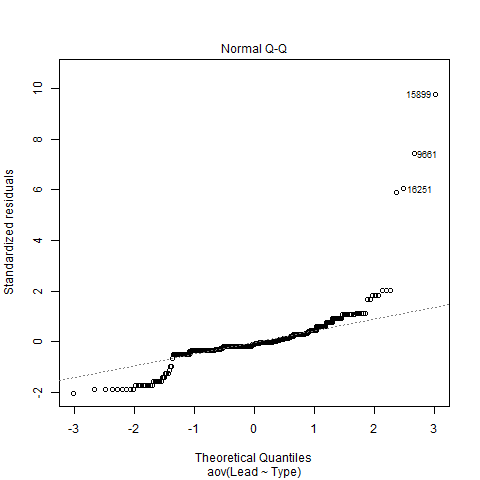 Normal Q-Q
Standardized residuals
10
8
6
4
2
0
-2
15899
9661
16251
-3 -2 -1 0 1 2 3
Theoretical Quantiles
aov(Lead ~ Type)